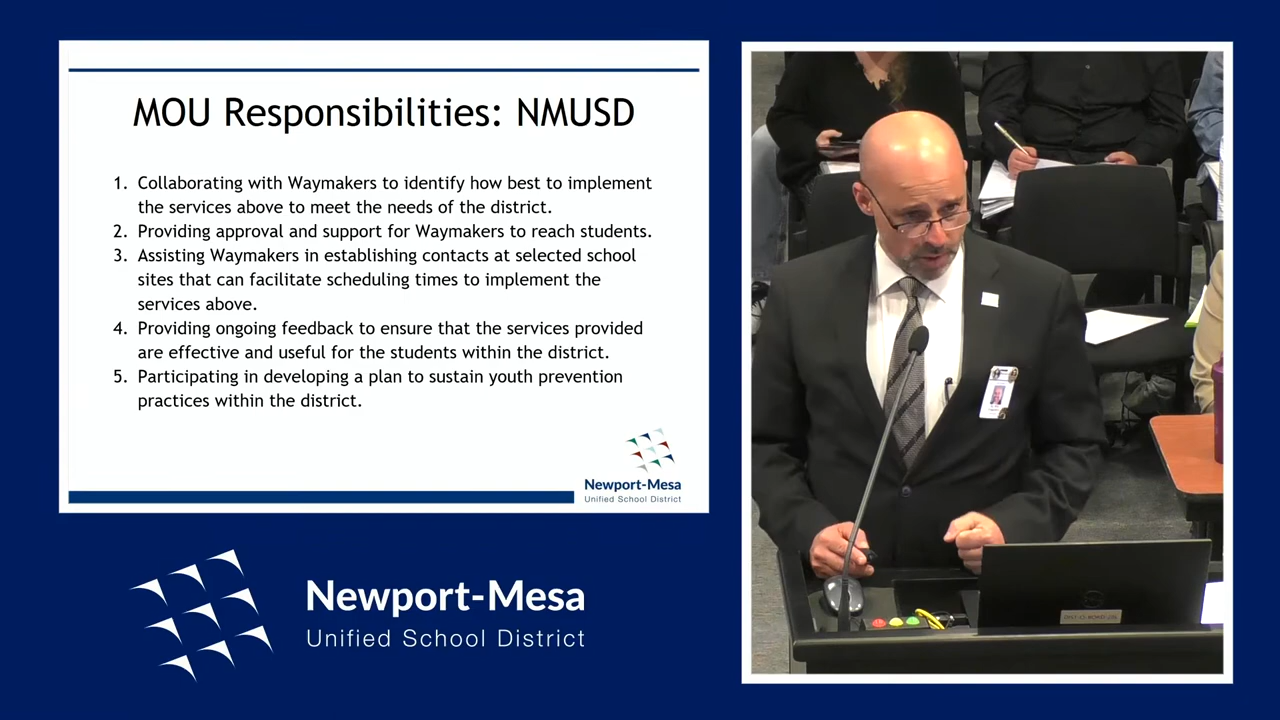 MOU Responsibilities: NMUSD
1. Collaborating with Waymakers to identify how best to implement
the services above to meet the needs of the district.
2. Providing approval and support for Waymakers to reach students.
3. Assisting Waymakers in establishing contacts at selected school
sites that can facilitate scheduling times to implement the
services above.
4. Providing ongoing feedback to ensure that the services provided
are effective and useful for the students within the district.
5. Participating in developing a plan to sustain youth prevention
practices within the district.
Newport-Mesa
Unified School District
Newport-Mesa
Unified School District